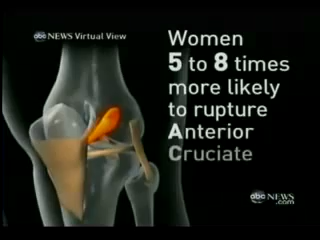 abc NEWS Virtual View
Women
5 to 8 times
more likely
to rupture
Anterior
Cruciate
abc NEWS
.com